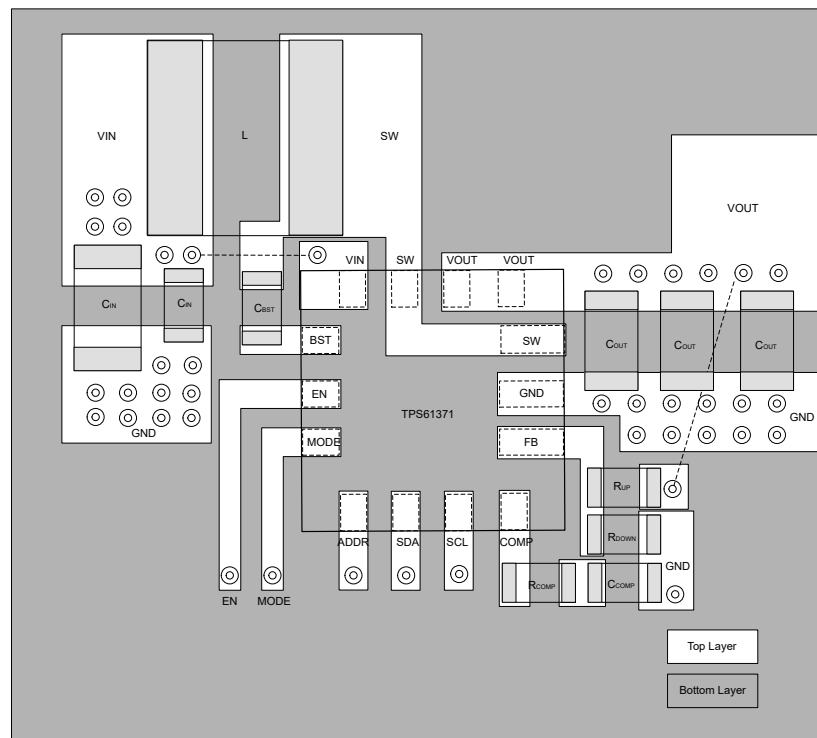 VIN
L
SW
VOUT
VIN
SW
VOUT
VOUT
CIN
CIN
CBST
BST
SW
COUT
COUT
COUT
EN
GND
TPS61371
GND
GND
MODE
FB
RUP
RDOWN
ADDR
SDA
SCL
COMP
GND
RCOMP
CCOMP
EN
MODE
Top Layer
Bottom Layer